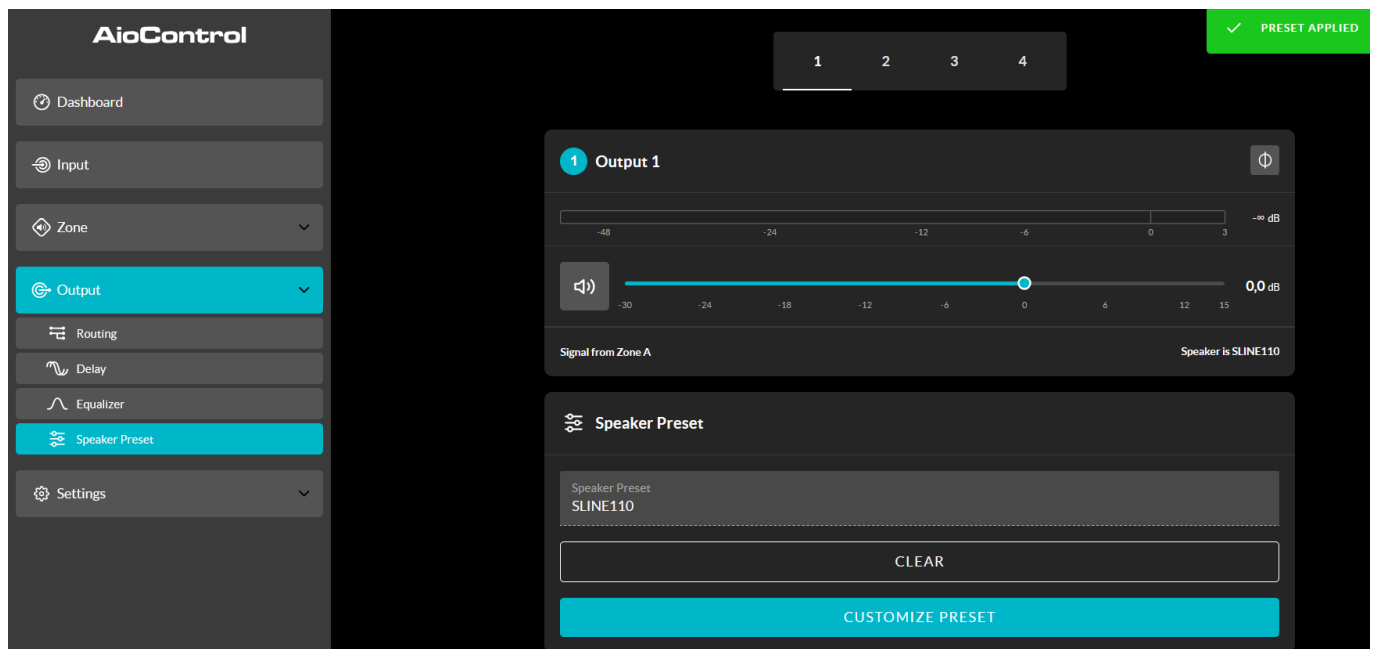 AioControl
Dashboard
Input
Zone
Output
Routing
Delay
Equalizer
Speaker Preset
Settings
PRESET APPLIED
1 2 3 4
1 Output 1
-∞ dB
-48 -24 -12 -6 0 3
0,0 dB
-30 -24 -18 -12 -6 0 6 12 15
Signal from Zone A Speaker is SLINE110
Speaker Preset
Speaker Preset
SLINE110
CLEAR
CUSTOMIZE PRESET